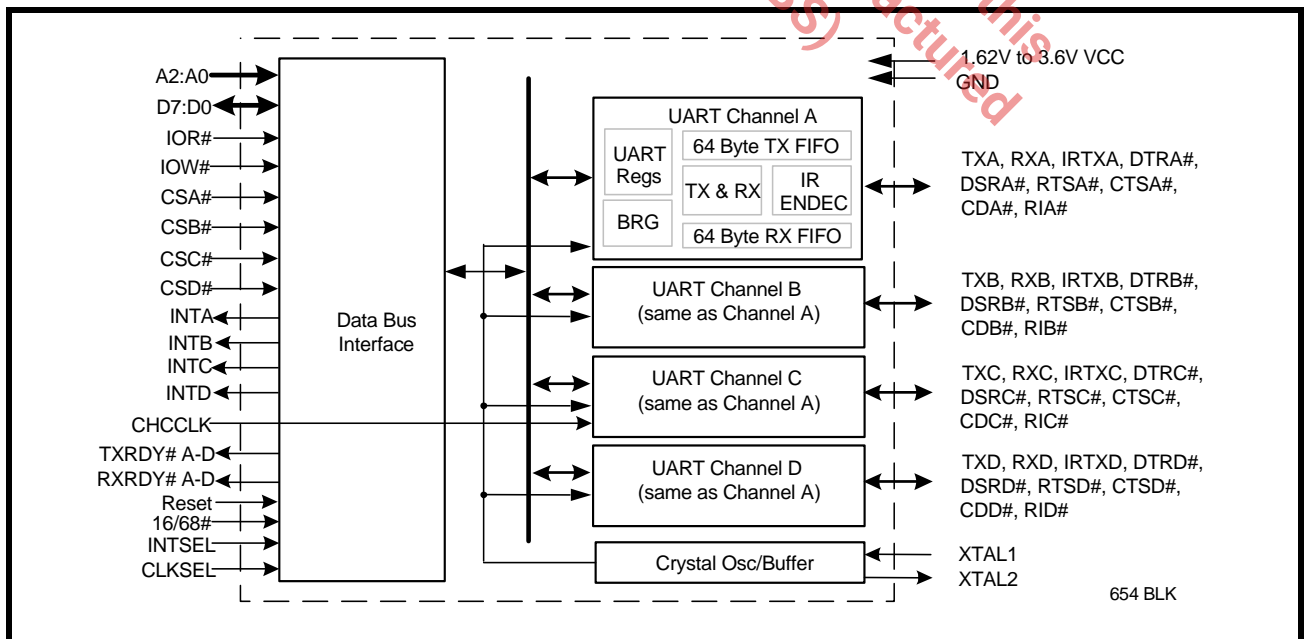 this
SS)
ctured
A2:A0
D7:D0
IOR#
IOW#
CSA#
CSB#
CSC#
CSD#
INTA
INTB
INTC
INTD
CHCCLK
TXRDY# A-D
RXRDY# A-D
Reset
16/68#
INTSEL
CLKSEL
Data Bus
Interface
UART Channel A
UART
Regs
64 Byte TX FIFO
TX & RX
IR
ENDEC
BRG
64 Byte RX FIFO
UART Channel B
(same as Channel A)
UART Channel C
(same as Channel A)
UART Channel D
(same as Channel A)
Crystal Osc/Buffer
1.62V to 3.6V VCC
GND
TXA, RXA, IRTXA, DTRA#,
DSRA#, RTSA#, CTSA#,
CDA#, RIA#
TXB, RXB, IRTXB, DTRB#,
DSRB#, RTSB#, CTSB#,
CDB#, RIB#
TXC, RXC, IRTXC, DTRC#,
DSRC#, RTSC#, CTSC#,
CDC#, RIC#
TXD, RXD, IRTXD, DTRD#,
DSRD#, RTSD#, CTSD#,
CDD#, RID#
XTAL1
XTAL2
654 BLK